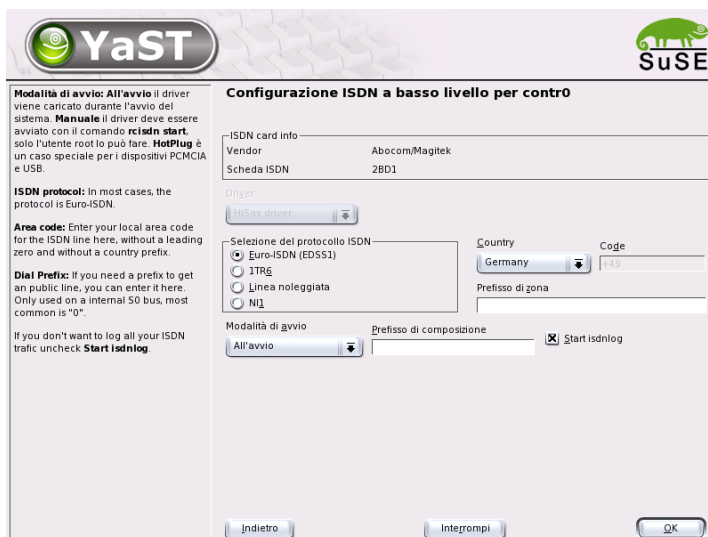 YaST
SuSE
Modalità di avvio: All'avvio il driver
viene caricato durante l'avvio del
sistema. Manuale il driver deve essere
avviato con il comando rcisdn start,
solo l'utente root lo può fare. HotPlug è
un caso speciale per i dispositivi PCMCIA
e USB.
ISDN protocol: In most cases, the
protocol is Euro-ISDN.
Area code: Enter your local area code
for the ISDN line here, without a leading
zero and without a country prefix.
Dial Prefix: If you need a prefix to get
an public line, you can enter it here.
Only used on a internal S0 bus, most
common is "0".
If you don't want to log all your ISDN
trafic uncheck Start isdnlog.
Configurazione ISDN a basso livello per contr0
ISDN card info
Vendor Abocom/Magitek
Scheda ISDN 2BD1
Driver
HiSax driver
Selezione del protocollo ISDN
Euro-ISDN (EDSS1)
1TR6
Linea noleggiata
NI1
Country
Germany
Code
+49
Prefisso di zona
Modalità di avvio
All'avvio
Prefisso di composizione
Start isdnlog
Indietro
Interrompi
OK